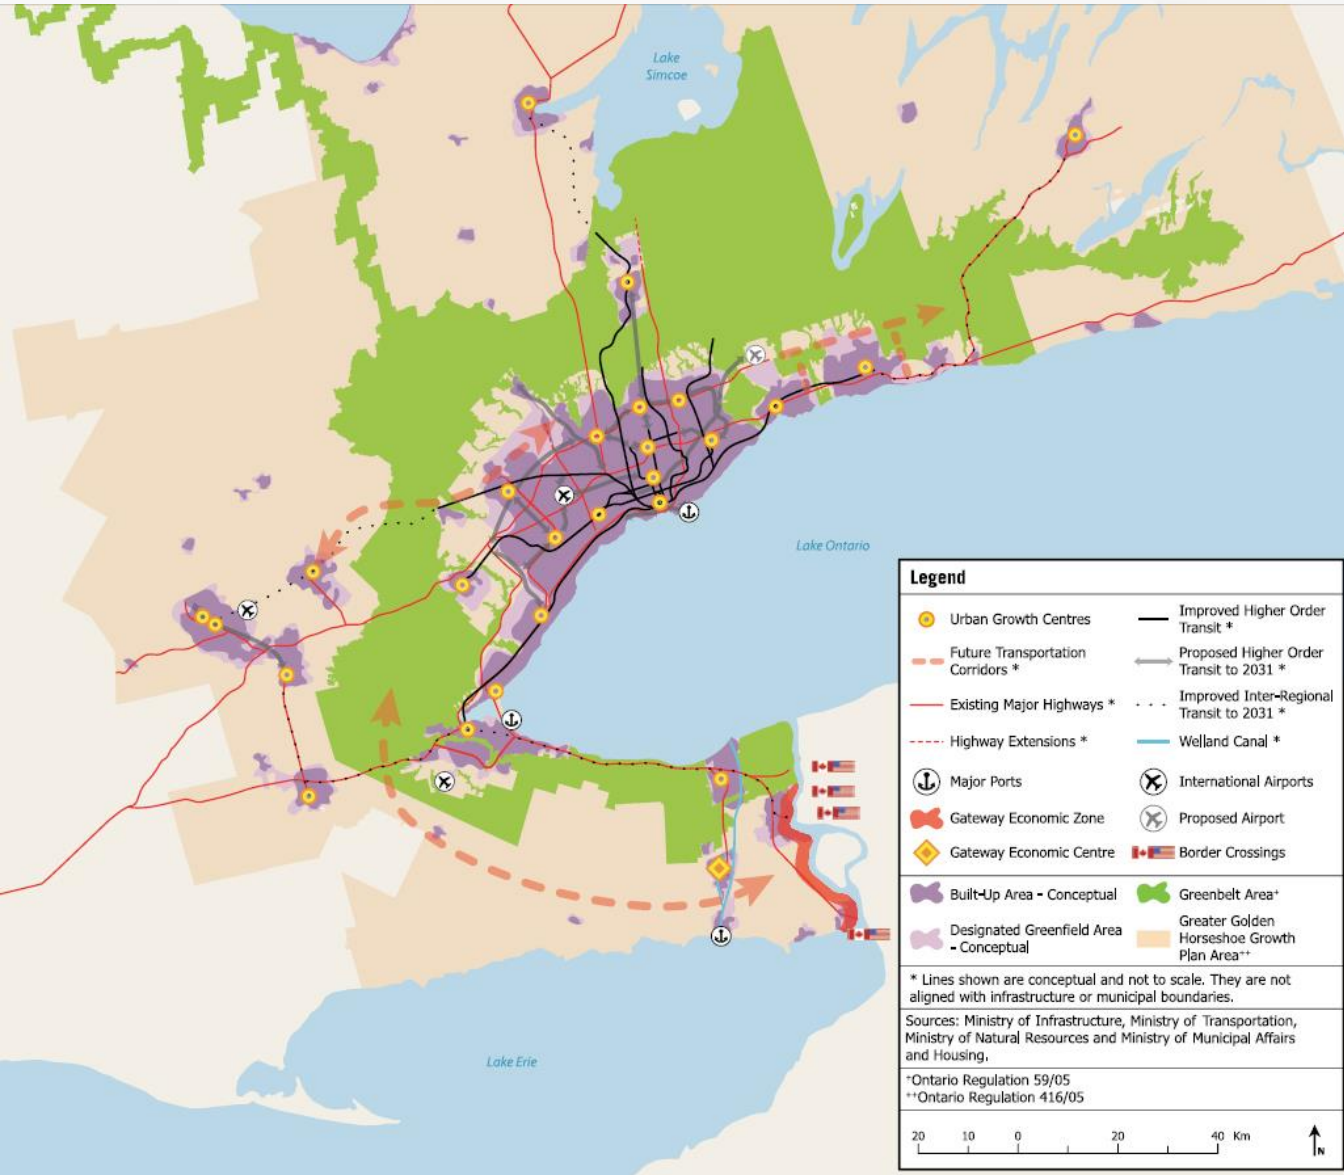 Lake
Simcoe
Lake Ontario
Lake Erie
Legend
Urban Growth Centres
Future Transportation
Corridors *
Existing Major Highways *
Highway Extensions *
Major Ports
Gateway Economic Zone
Gateway Economic Centre
Improved Higher Order
Transit *
Proposed Higher Order
Transit to 2031 *
Improved Inter-Regional
Transit to 2031 *
Welland Canal *
International Airports
Proposed Airport
Border Crossings
Built-Up Area - Conceptual
Designated Greenfield Area
- Conceptual
Greenbelt Area+
Greater Golden
Horseshoe Growth
Plan Area++
* Lines shown are conceptual and not to scale. They are not
aligned with infrastructure or municipal boundaries.
Sources: Ministry of Infrastructure, Ministry of Transportation,
Ministry of Natural Resources and Ministry of Municipal Affairs
and Housing.
+Ontario Regulation 59/05
++Ontario Regulation 416/05
20 10 0 20 40 Km
N